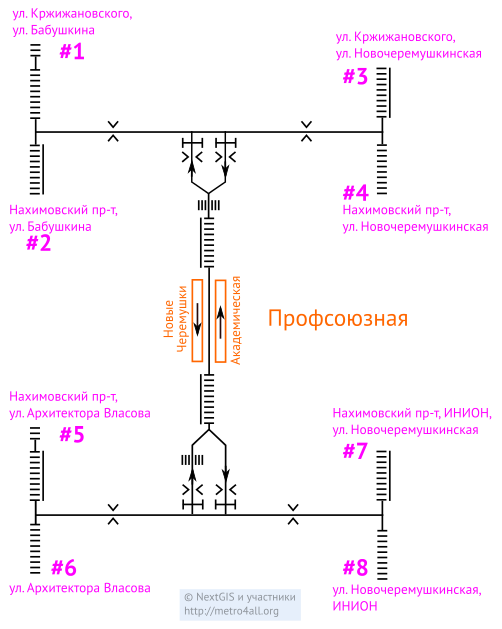 ул. Кржижановского,
ул. Бабушкина
#1
ул. Кржижановского,
ул. Новочеремушкинская
#3
#4
Нахимовский пр-т,
ул. Бабушкина
#2
Нахимовский пр-т,
ул. Новочеремушкинская
Новые
Черемушки
Академическая
Профсоюзная
Нахимовский пр-т,
ул. Архитектора Власова
#5
Нахимовский пр-т, ИНИОН,
ул. Новочеремушкинская
#7
#6
ул. Архитектора Власова
#8
ул. Новочеремушкинская,
ИНИОН
© NextGIS и участники
http://metro4all.org